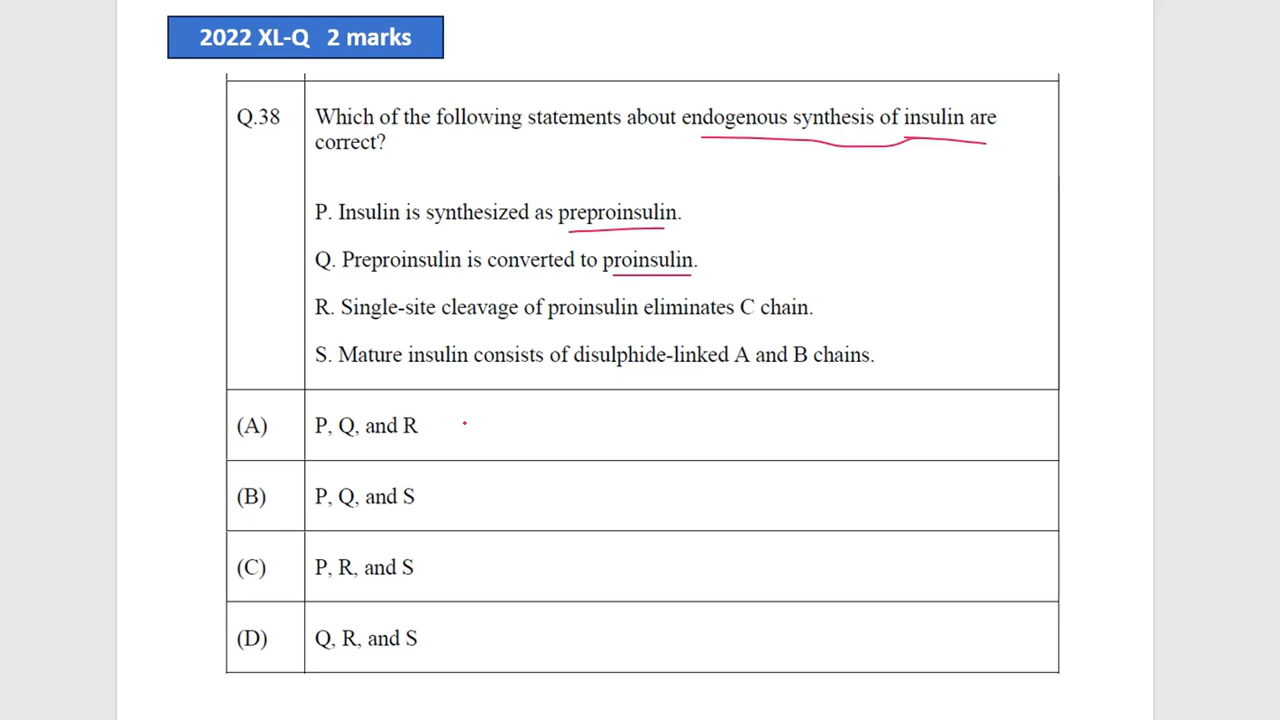 2022 XL-Q 2 marks
Q.38 Which of the following statements about endogenous synthesis of insulin are
correct?
P. Insulin is synthesized as preproinsulin.
Q. Preproinsulin is converted to proinsulin.
R. Single-site cleavage of proinsulin eliminates C chain.
S. Mature insulin consists of disulphide-linked A and B chains.
(A) P, Q, and R
(B) P, Q, and S
(C) P, R, and S
(D) Q, R, and S